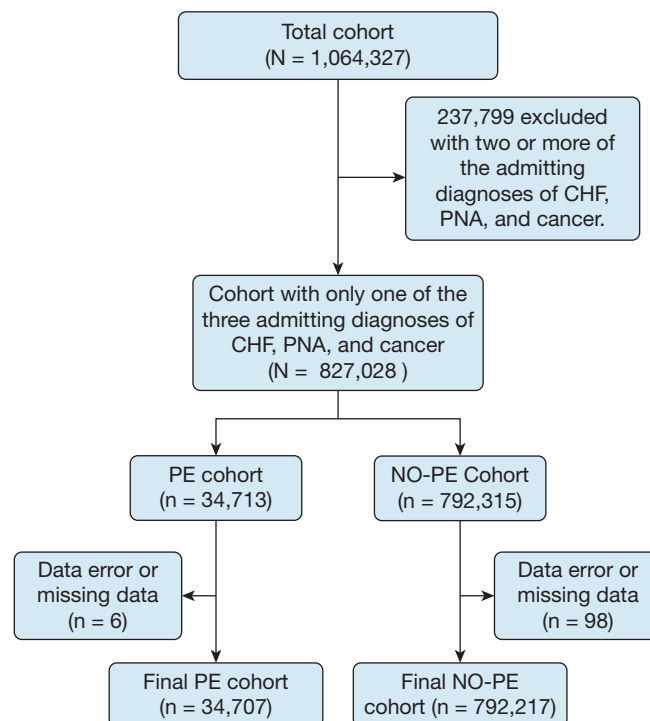 Total cohort
(N = 1,064,327)
237,799 excluded
with two or more of
the admitting
diagnoses of CHF,
PNA, and cancer.
Cohort with only one of the
three admitting diagnoses of
CHF, PNA, and cancer
(N = 827,028 )
PE cohort
(n = 34,713)
NO-PE Cohort
(n = 792,315)
Data error or
missing data
(n = 6)
Data error or
missing data
(n = 98)
Final PE cohort
(n = 34,707)
Final NO-PE
cohort (n = 792,217)